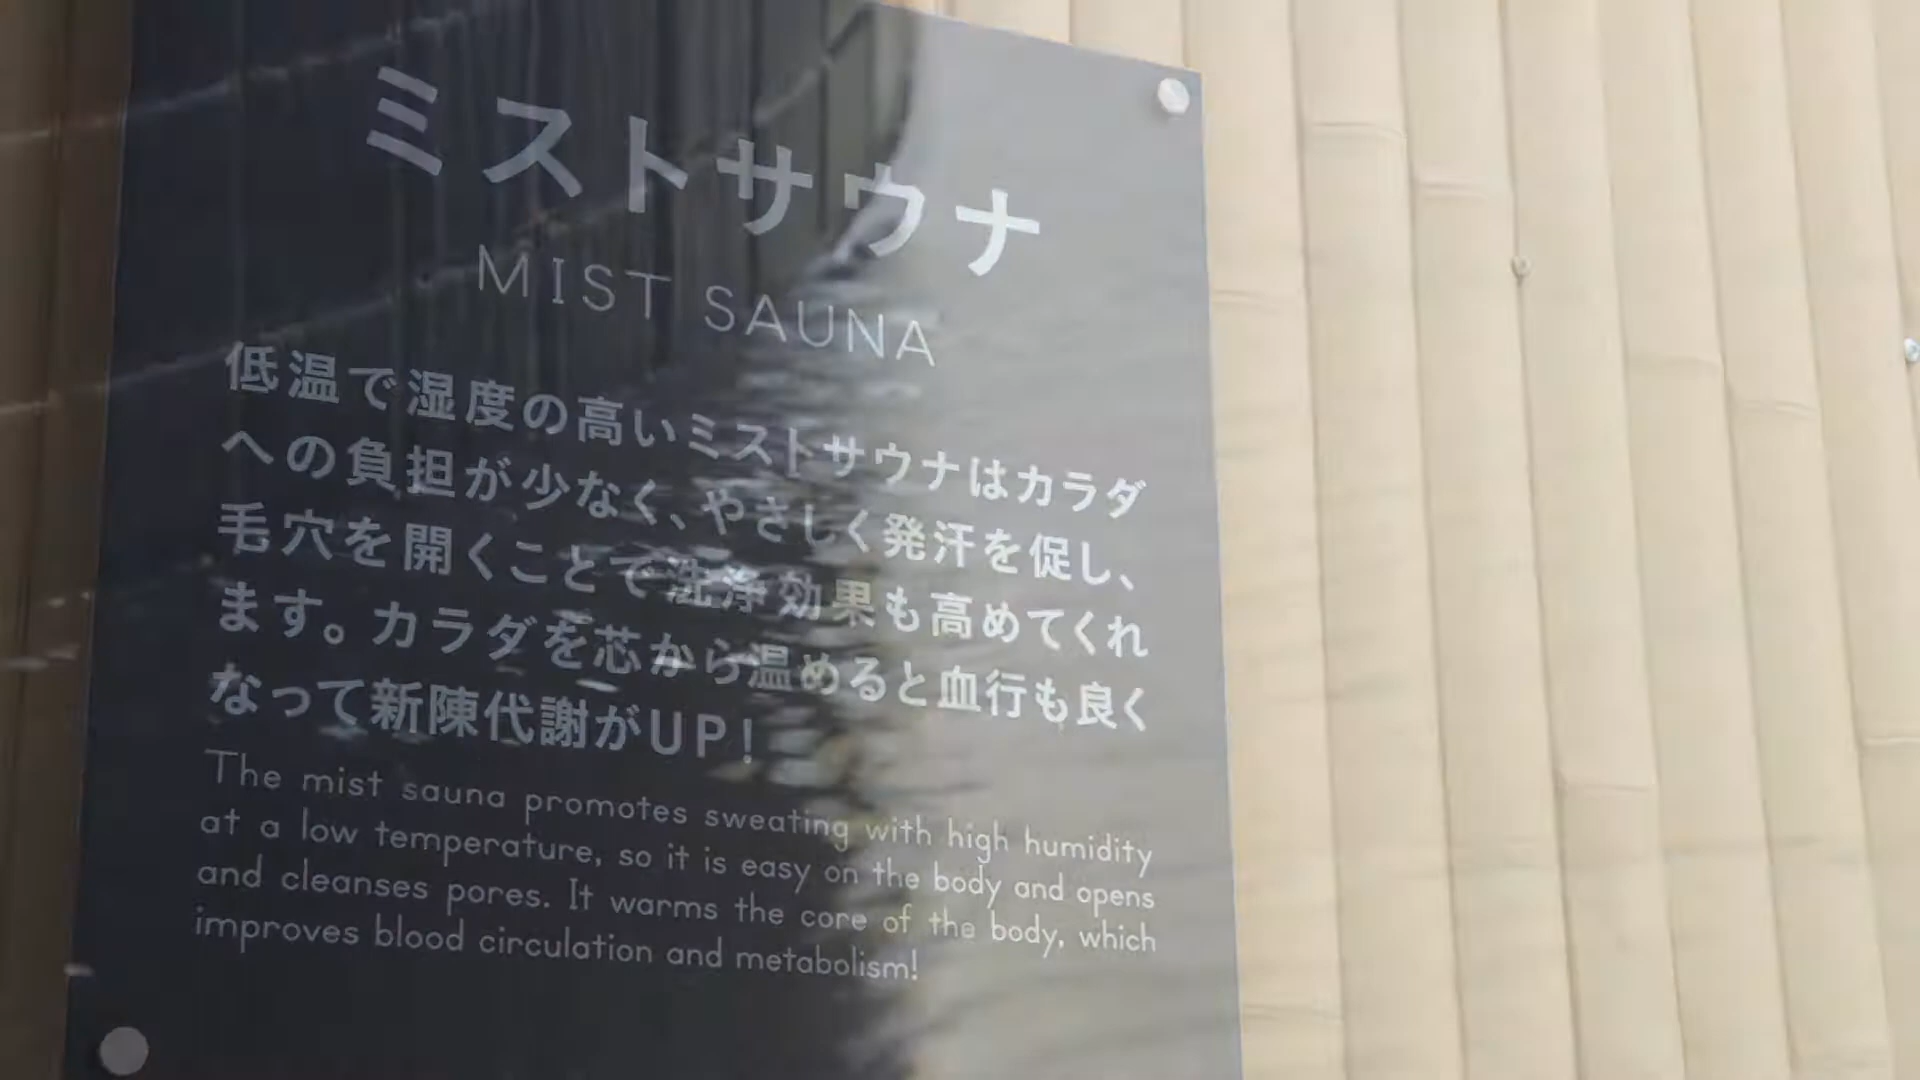 ミストサウナ
MIST SAUNA
低温で湿度の高いミストサウナはカラダ
への負担が少なく、やさしく発汗を促し、
毛穴を開くことで洗浄効果も高めてくれ
ます。カラダを芯から温めると血行も良く
なって新陳代謝がUP!
The mist sauna promotes sweating with high humidity
at a low temperature, so it is easy on the body and opens
and cleanses pores. It warms the core of the body, which
improves blood circulation and metabolism!